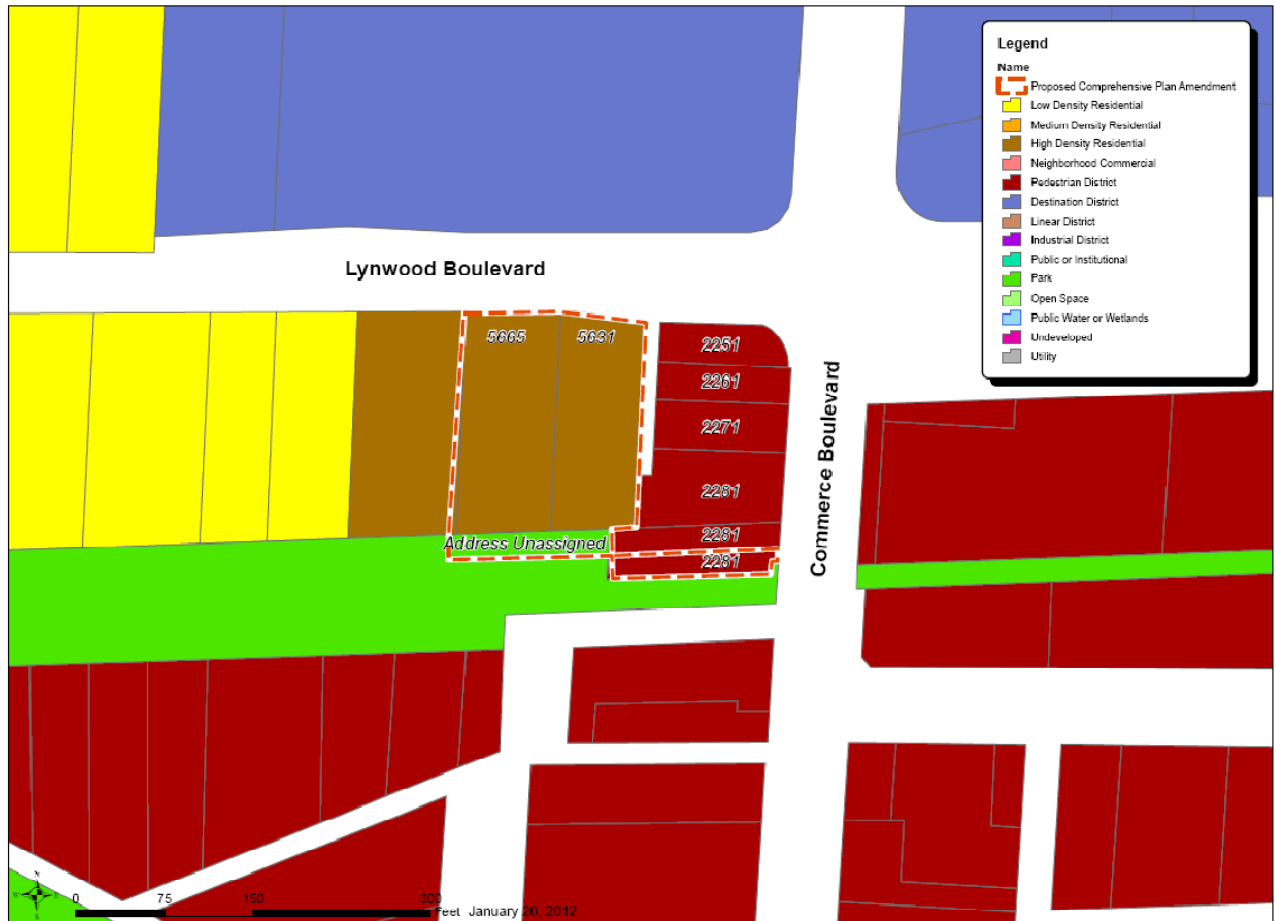 Legend
Name
Proposed Comprehensive Plan Amendment
Low Density Residential
Medium Density Residential
High Density Residential
Neighborhood Commercial
Pedestrian District
Destination District
Linear District
Industrial District
Public or Institutional
Park
Open Space
Public Water or Wetlands
Undeveloped
Utility
Lynwood Boulevard
5665
5631
2251
2261
2271
2281
2281
2281
Address Unassigned
Commerce Boulevard
N
W E
S
0 75 150 300
Feet January 20, 2012